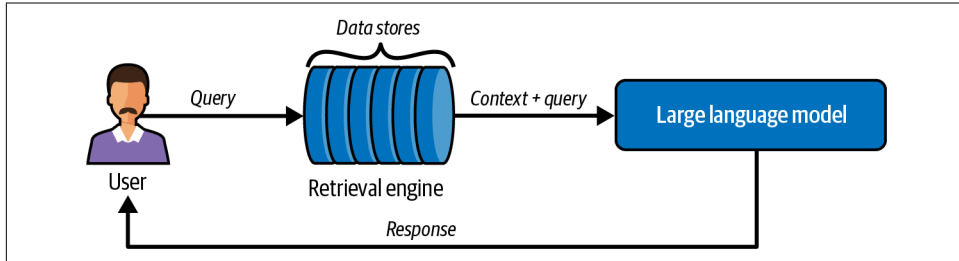 Data stores
Query
Context + query
Large language model
User
Retrieval engine
Response